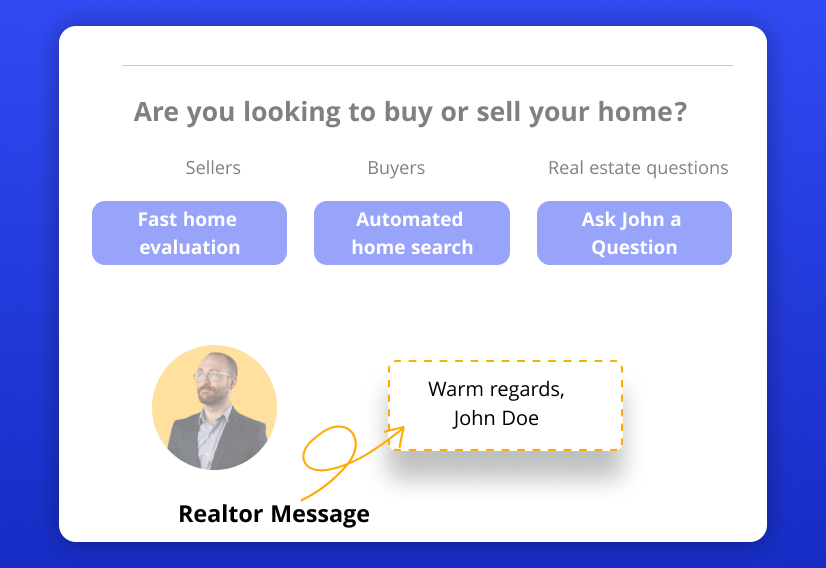 Are you looking to buy or sell your home?
Sellers
Buyers
Real estate questions
Fast home
evaluation
Automated
home search
Ask John a
Question
Warm regards,
John Doe
Realtor Message